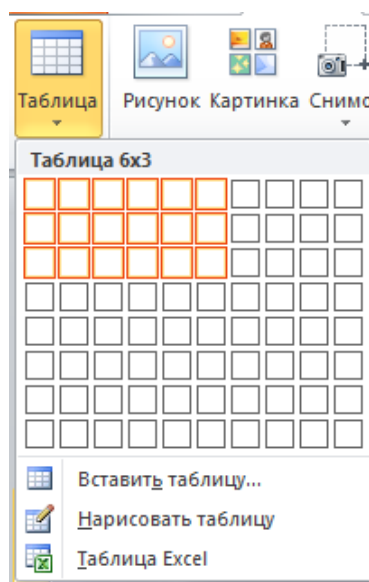 Таблица Рисунок Картинка Снимо
Таблица 6x3
Вставить таблицу...
Нарисовать таблицу
Таблица Excel